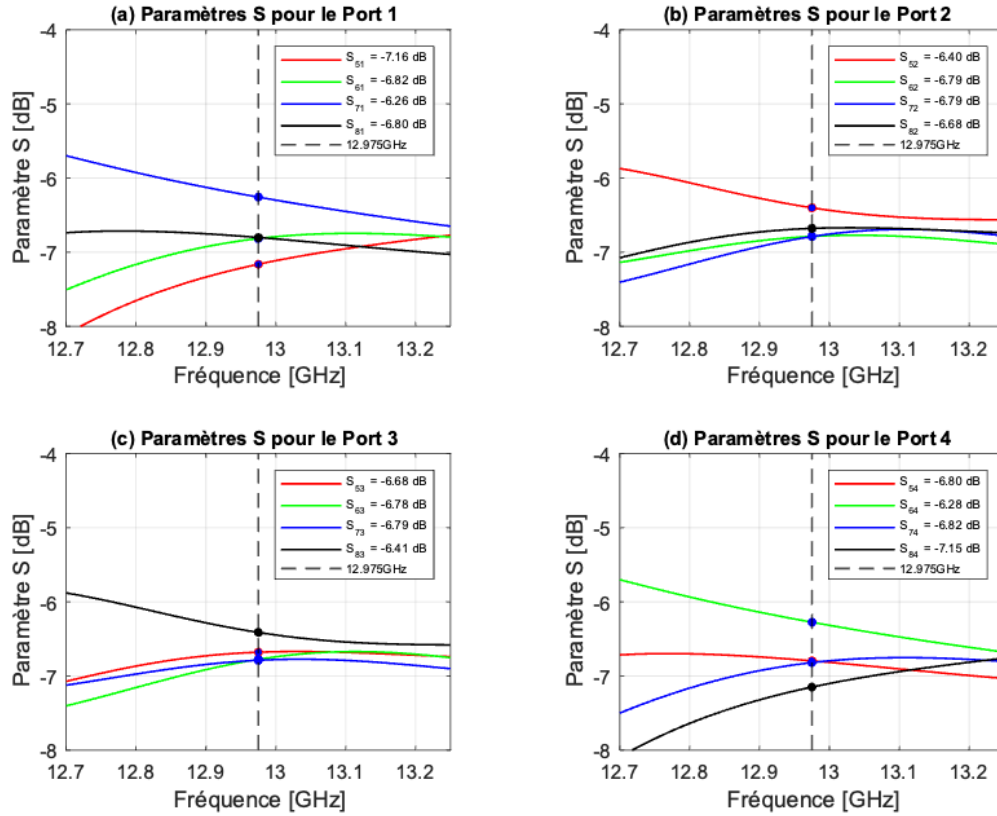 (a) Paramètres S pour le Port 1
Paramètre S [dB]
-4
-5
-6
-7
-8
S51 = -7.16 dB
S61 = -6.82 dB
S71 = -6.26 dB
S81 = -6.80 dB
12.975GHz
12.7 12.8 12.9 13 13.1 13.2
Fréquence [GHz]
(b) Paramètres S pour le Port 2
Paramètre S [dB]
-4
-5
-6
-7
-8
S52 = -6.40 dB
S62 = -6.79 dB
S72 = -6.79 dB
S82 = -6.68 dB
12.975GHz
12.7 12.8 12.9 13 13.1 13.2
Fréquence [GHz]
(c) Paramètres S pour le Port 3
Paramètre S [dB]
-4
-5
-6
-7
-8
S53 = -6.68 dB
S63 = -6.78 dB
S73 = -6.79 dB
S83 = -6.41 dB
12.975GHz
12.7 12.8 12.9 13 13.1 13.2
Fréquence [GHz]
(d) Paramètres S pour le Port 4
Paramètre S [dB]
-4
-5
-6
-7
-8
S54 = -6.80 dB
S64 = -6.28 dB
S74 = -6.82 dB
S84 = -7.15 dB
12.975GHz
12.7 12.8 12.9 13 13.1 13.2
Fréquence [GHz]